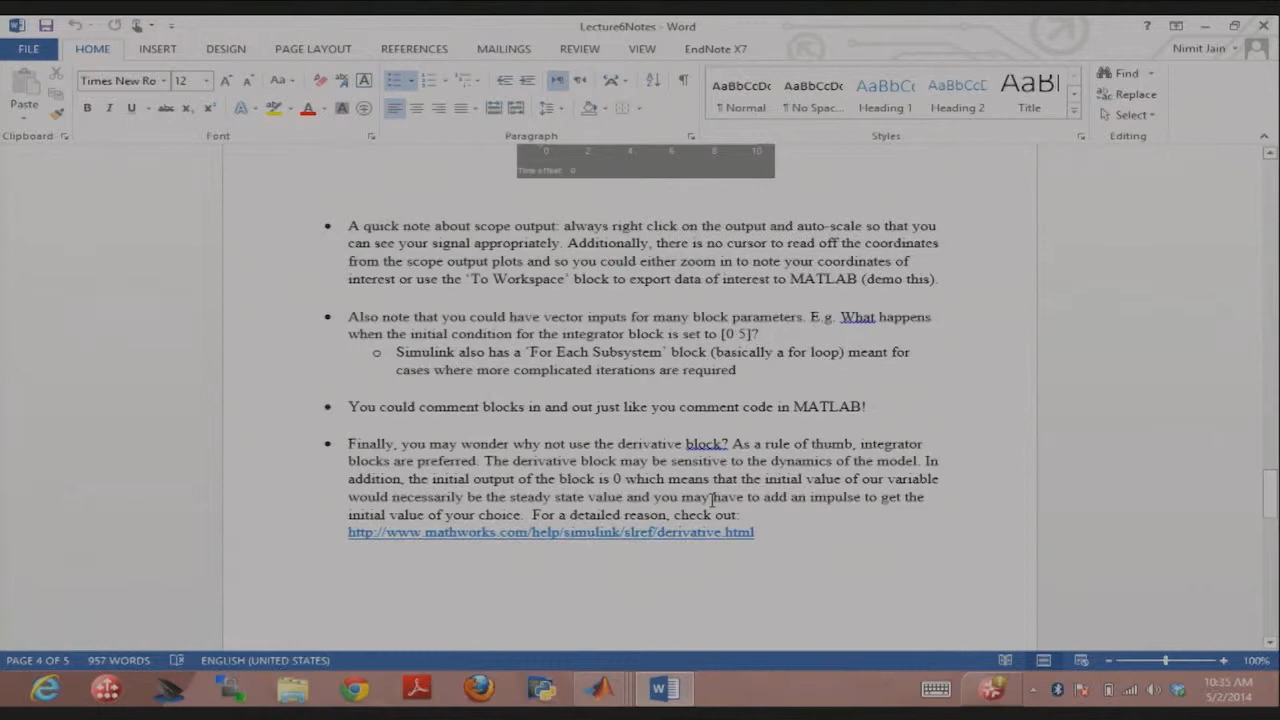 Lecture6Notes - Word
FILE HOME INSERT DESIGN PAGE LAYOUT REFERENCES MAILINGS REVIEW VIEW EndNote X7 Nimit Jain
Times New Ro 12 Aa AaBbCcDc AaBbCcDc AaBbC( AaBbCcD Find
Paste Replace
B I U abc ¶ Normal ¶ No Spac... Heading 1 Heading 2 Title Select
Clipboard Font Paragraph Styles Editing
0 2 4 6 8 10
Time offset: 0
• A quick note about scope output: always right click on the output and auto-scale so that you
can see your signal appropriately. Additionally, there is no cursor to read off the coordinates
from the scope output plots and so you could either zoom in to note your coordinates of
interest or use the ‘To Workspace’ block to export data of interest to MATLAB (demo this).
• Also note that you could have vector inputs for many block parameters. E.g. What happens
when the initial condition for the integrator block is set to [0 5]?
o Simulink also has a ‘For Each Subsystem’ block (basically a for loop) meant for
cases where more complicated iterations are required
• You could comment blocks in and out just like you comment code in MATLAB!
• Finally, you may wonder why not use the derivative block? As a rule of thumb, integrator
blocks are preferred. The derivative block may be sensitive to the dynamics of the model. In
addition, the initial output of the block is 0 which means that the initial value of our variable
would necessarily be the steady state value and you may have to add an impulse to get the
initial value of your choice. For a detailed reason, check out:
http://www.mathworks.com/help/simulink/slref/derivative.html
PAGE 4 OF 5 957 WORDS ENGLISH (UNITED STATES) 100%
10:35 AM
5/2/2014